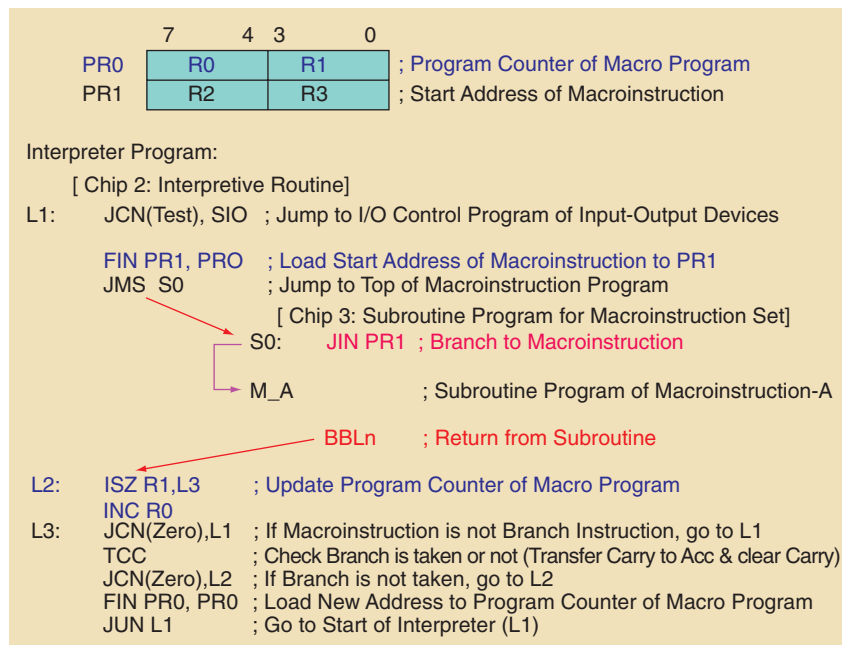 7 4 3 0
PR0 R0 R1 ; Program Counter of Macro Program
PR1 R2 R3 ; Start Address of Macroinstruction
Interpreter Program:
[ Chip 2: Interpretive Routine]
L1: JCN(Test), SIO ; Jump to I/O Control Program of Input-Output Devices
FIN PR1, PRO ; Load Start Address of Macroinstruction to PR1
JMS S0 ; Jump to Top of Macroinstruction Program
[ Chip 3: Subroutine Program for Macroinstruction Set]
S0: JIN PR1 ; Branch to Macroinstruction
M_A ; Subroutine Program of Macroinstruction-A
BBLn ; Return from Subroutine
L2: ISZ R1,L3 ; Update Program Counter of Macro Program
INC R0
L3: JCN(Zero),L1 ; If Macroinstruction is not Branch Instruction, go to L1
TCC ; Check Branch is taken or not (Transfer Carry to Acc & clear Carry)
JCN(Zero),L2 ; If Branch is not taken, go to L2
FIN PR0, PR0 ; Load New Address to Program Counter of Macro Program
JUN L1 ; Go to Start of Interpreter (L1)